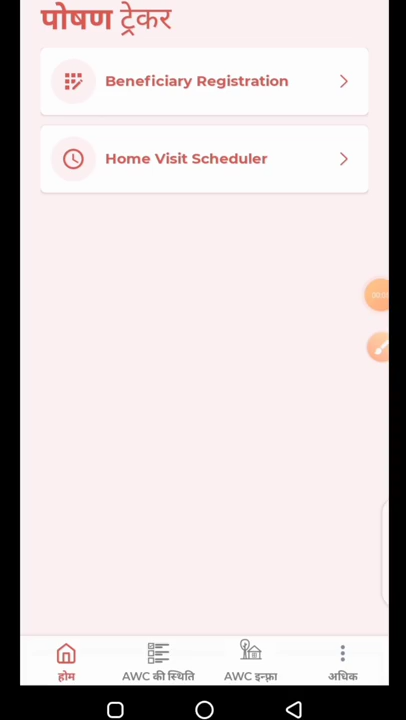 पोषण ट्रेकर
Beneficiary Registration
Home Visit Scheduler
होम
AWC की स्थिति
AWC इन्फ्रा
अधिक